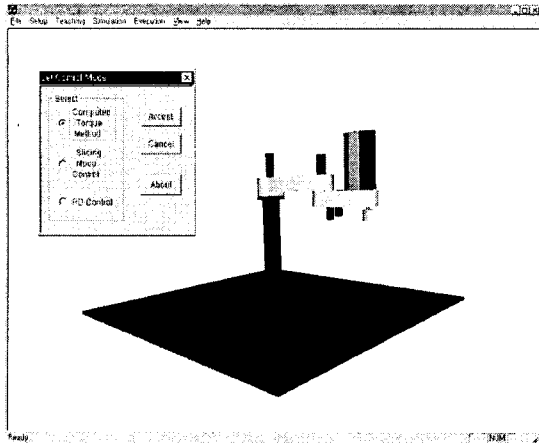 File Setup Teaching Simulation Execution View Help
Set Control Mode
Select
Computed
Torque
Method
Sliding
Mode
Control
PD Control
Accept
Cancel
About
Ready
NUM